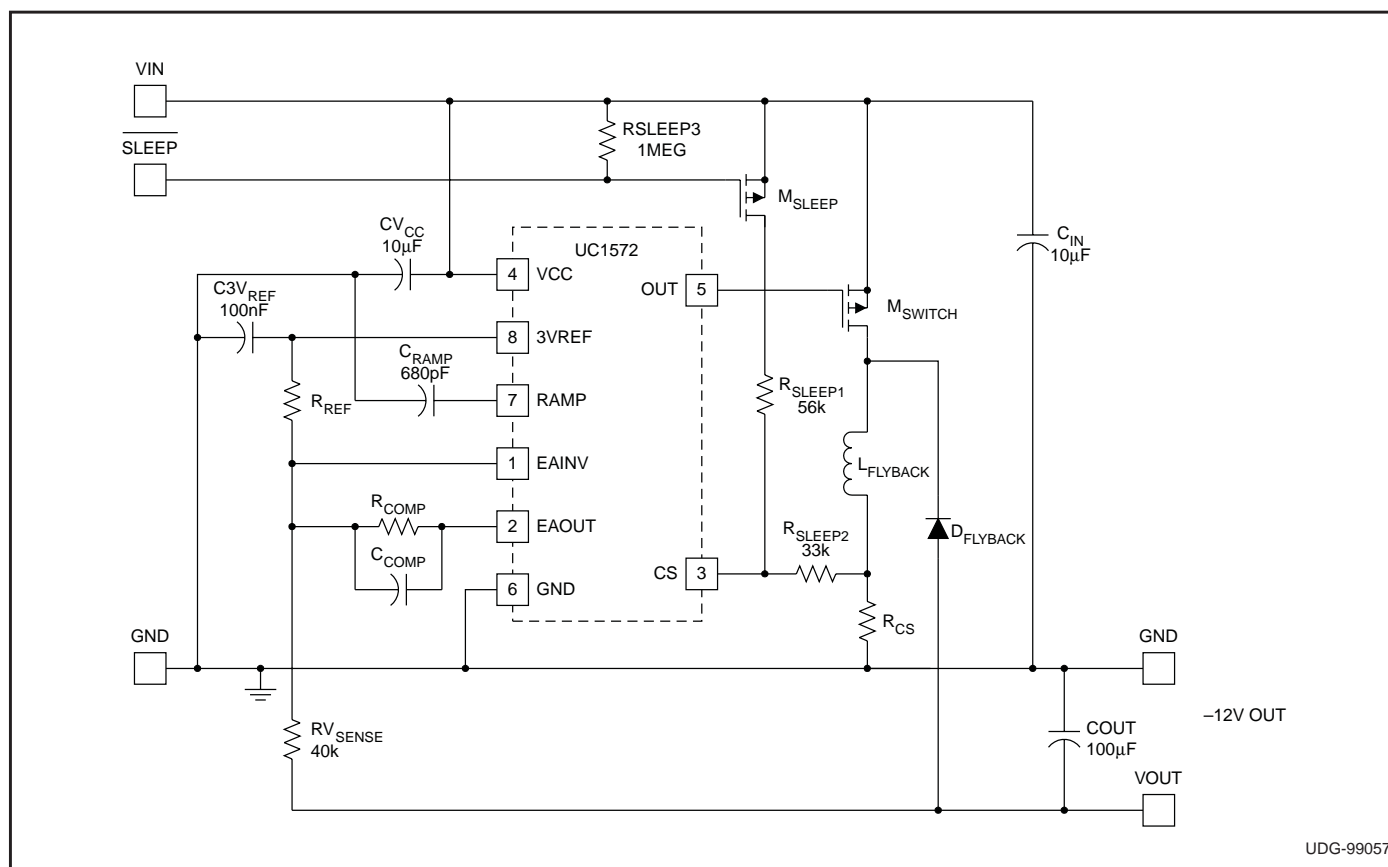 VIN
SLEEP
RSLEEP3
1MEG
M_SLEEP
CV_CC
10µF
UC1572
C_IN
10µF
4
VCC
OUT
5
C3V_REF
100nF
M_SWITCH
8
3VREF
C_RAMP
680pF
7
RAMP
R_SLEEP1
56k
R_REF
1
EAINV
L_FLYBACK
R_COMP
2
EAOUT
R_SLEEP2
33k
D_FLYBACK
C_COMP
CS
3
6
GND
R_CS
GND
GND
–12V OUT
RV_SENSE
40k
COUT
100µF
VOUT
UDG-99057